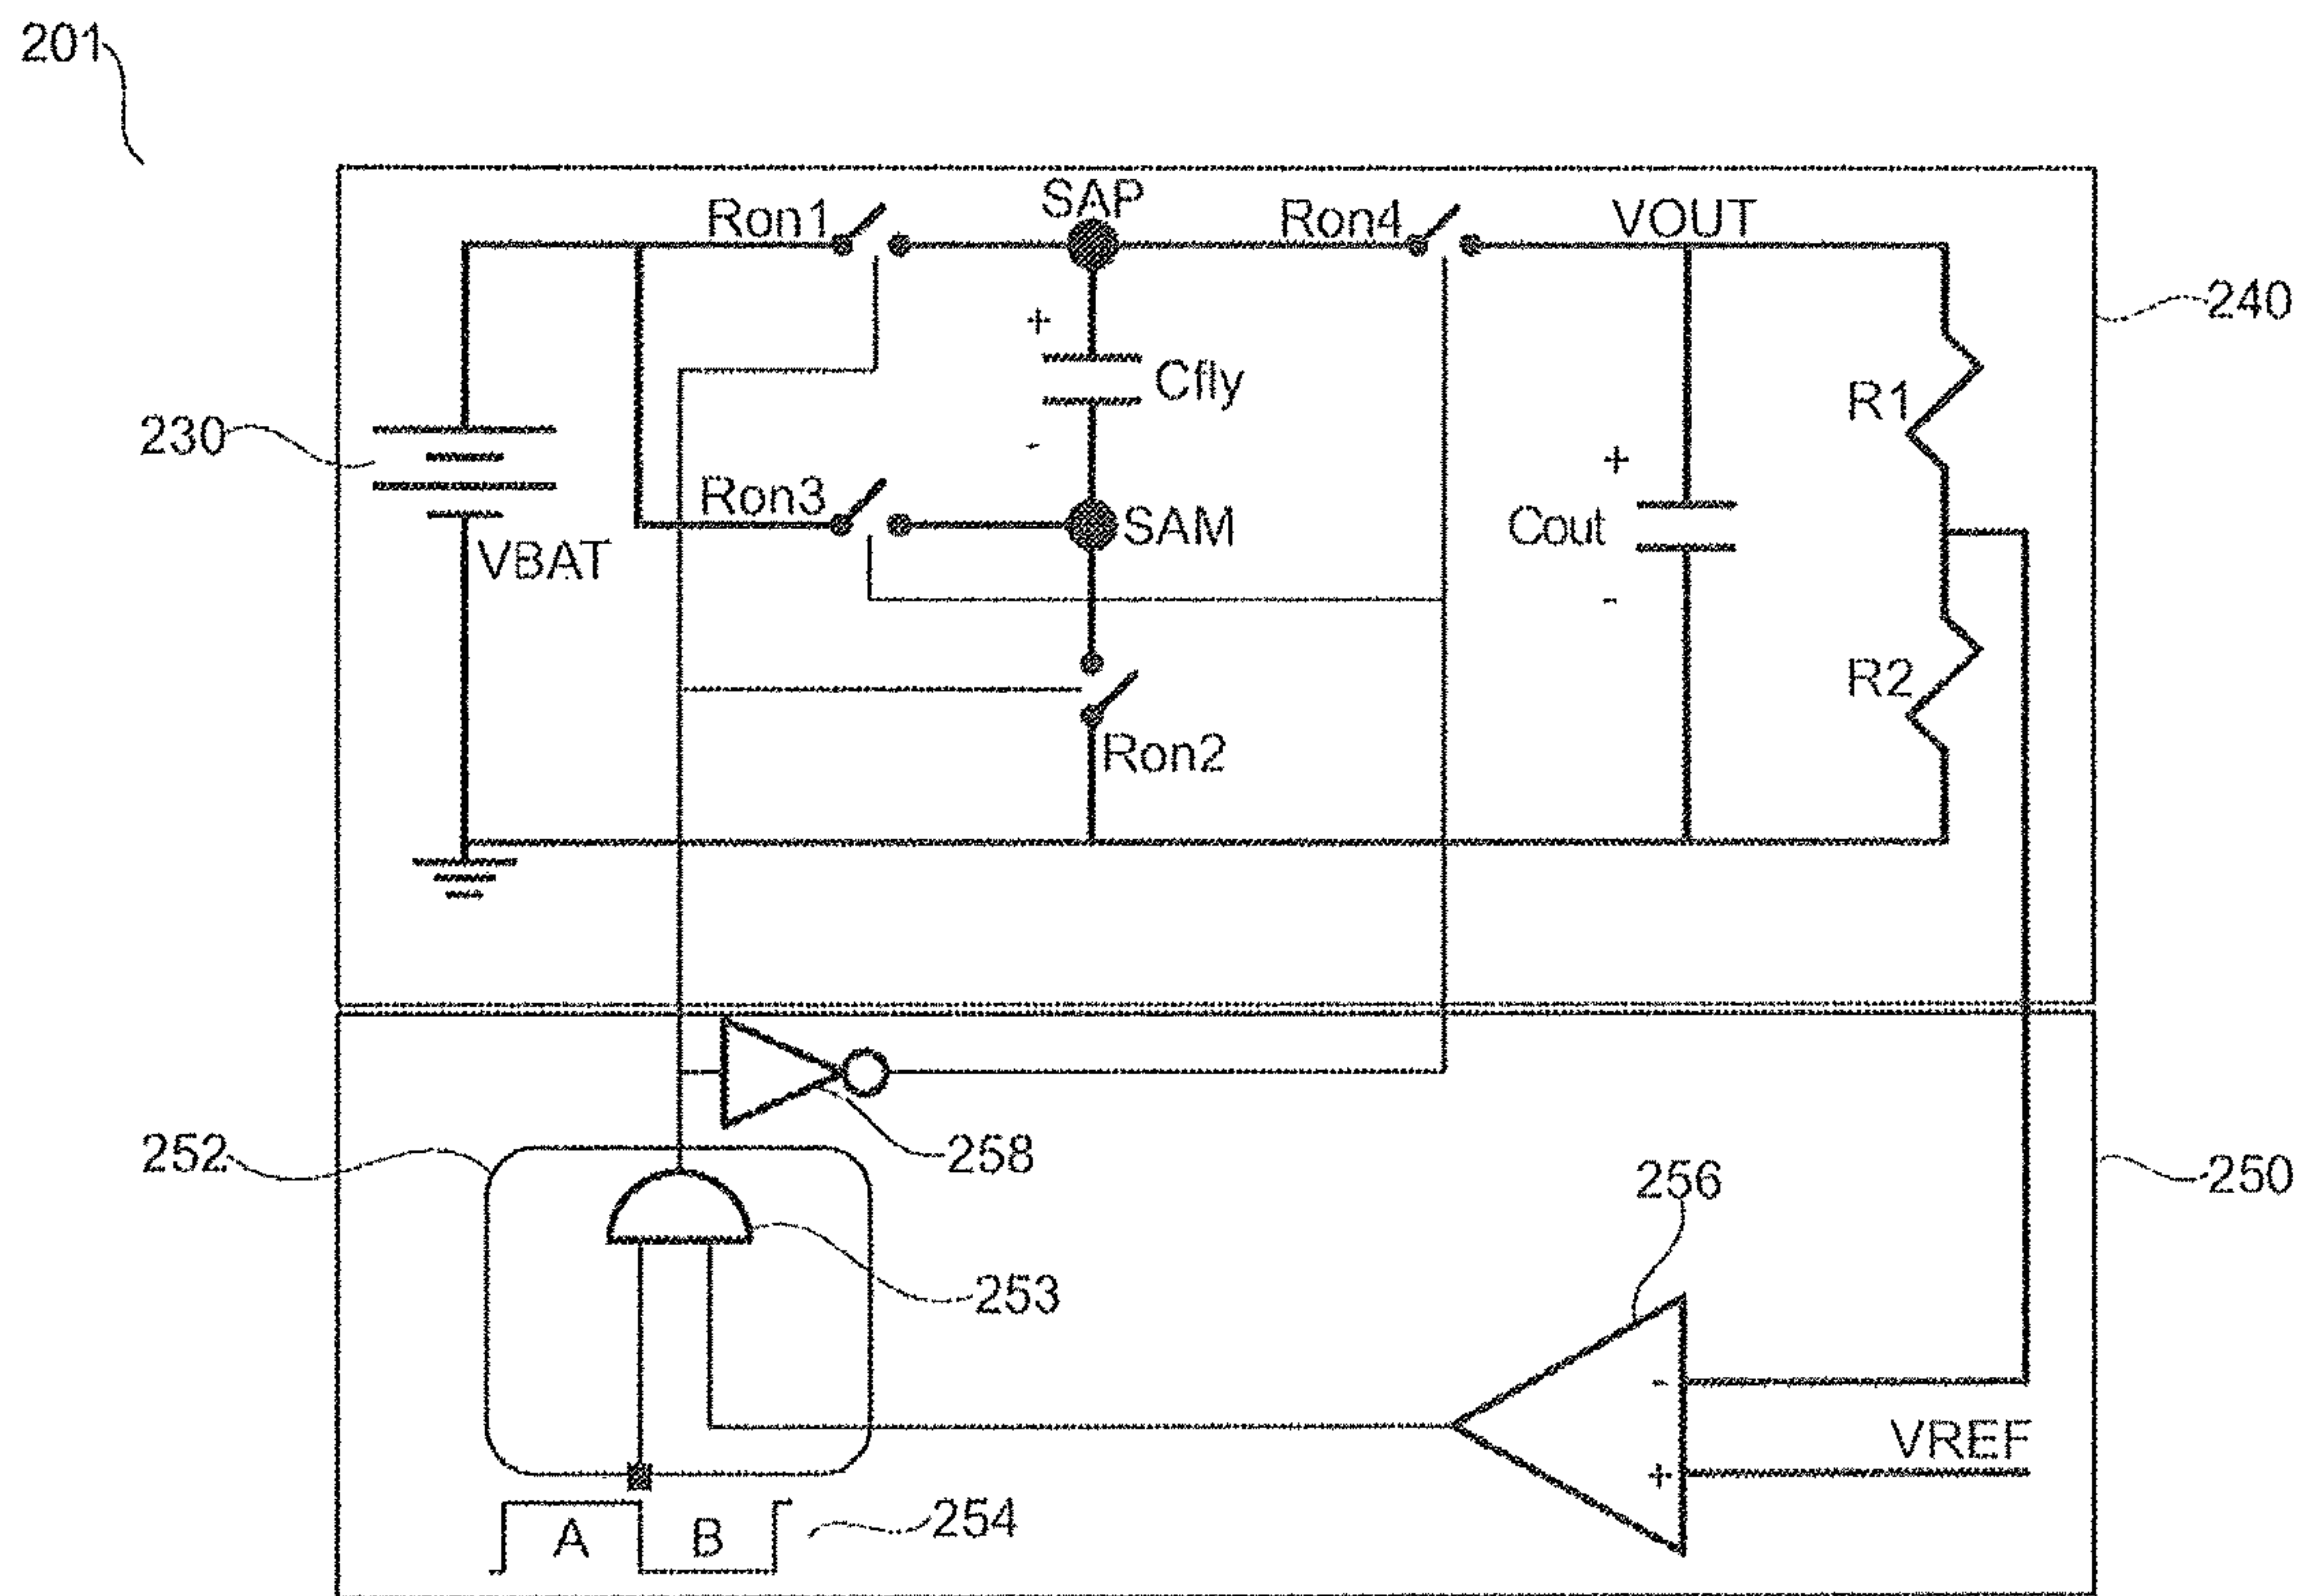 201
Ron1
SAP
Ron4
VOUT
240
+
Cfly
-
R1
230
+
Ron3
SAM
Cout
VBAT
-
R2
Ron2
252
258
256
250
253
-
VREF
+
A
B
254